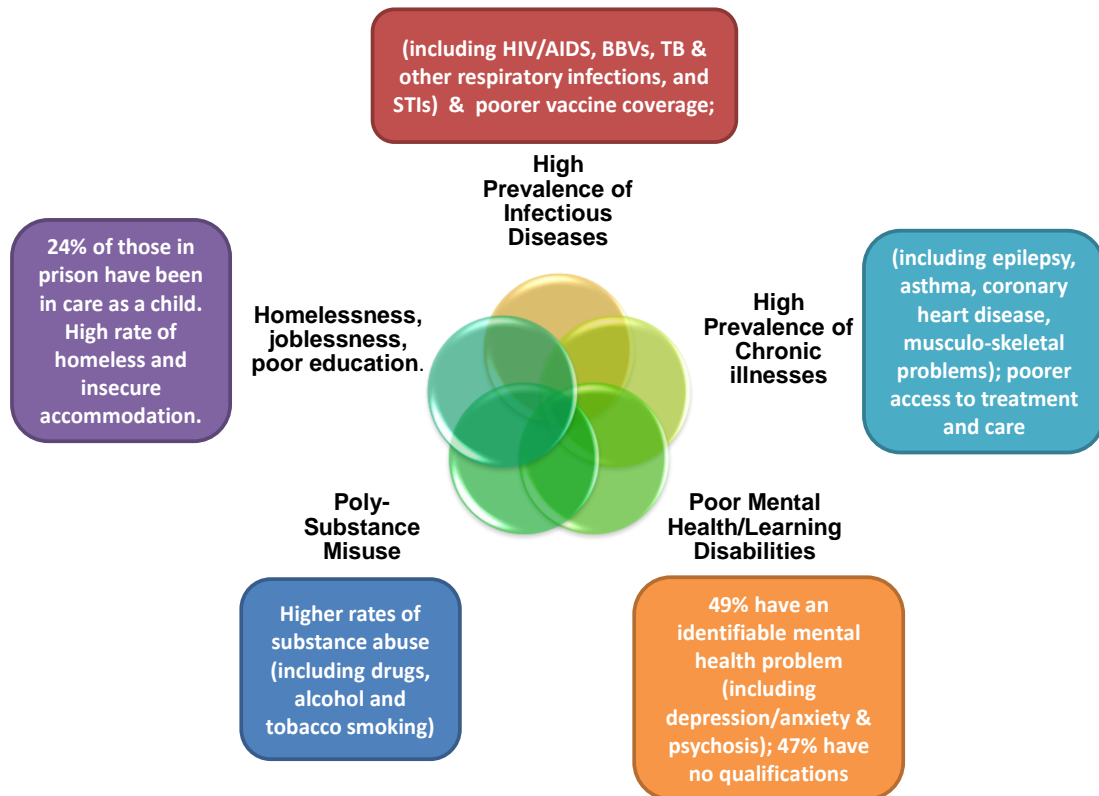 (including HIV/AIDS, BBVs, TB &
other respiratory infections, and
STIs)  &  poorer vaccine coverage;
High
Prevalence of
Infectious
Diseases
24% of those in
prison have been
in care as a child.
High rate of
homeless and
insecure
accommodation.
Homelessness,
joblessness,
poor education.
High
Prevalence of
Chronic
illnesses
(including epilepsy,
asthma, coronary
heart disease,
musculo-skeletal
problems); poorer
access to treatment
and care
Poly-
Substance
Misuse
Poor Mental
Health/Learning
Disabilities
Higher rates of
substance abuse
(including drugs,
alcohol and
tobacco smoking)
49% have an
identifiable mental
health problem
(including
depression/anxiety &
psychosis); 47% have
no qualifications